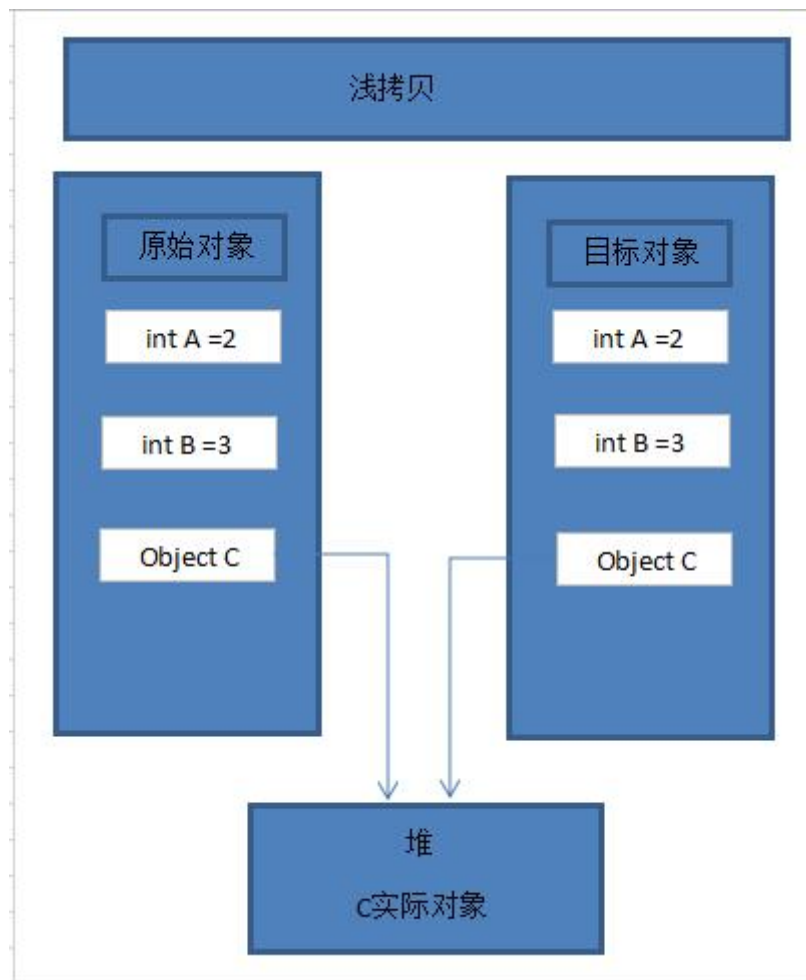 浅拷贝
原始对象
int A =2
int B =3
Object C
目标对象
int A =2
int B =3
Object C
堆
C实际对象